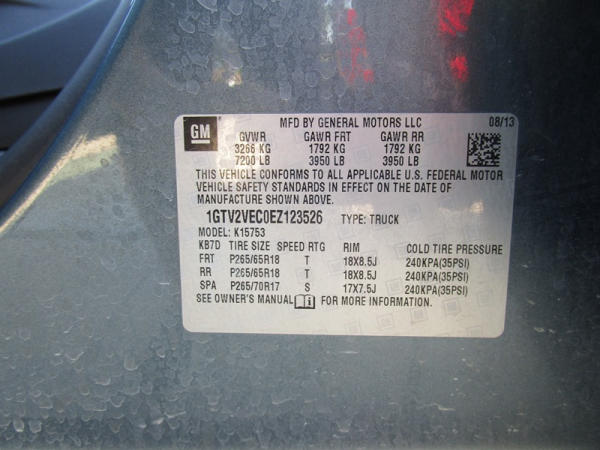 MFD BY GENERAL MOTORS LLC 08/13
GM
GVWR GAWR FRT GAWR RR
3266 KG 1792 KG 1792 KG
7200 LB 3950 LB 3950 LB
THIS VEHICLE CONFORMS TO ALL APPLICABLE U.S. FEDERAL MOTOR
VEHICLE SAFETY STANDARDS IN EFFECT ON THE DATE OF
MANUFACTURE SHOWN ABOVE.
1GTV2VEC0EZ123526 TYPE: TRUCK
MODEL: K15753
KB7D TIRE SIZE SPEED RTG RIM COLD TIRE PRESSURE
FRT P265/65R18 T 18X8.5J 240KPA(35PSI)
RR P265/65R18 T 18X8.5J 240KPA(35PSI)
SPA P265/70R17 S 17X7.5J 240KPA(35PSI)
SEE OWNER'S MANUAL FOR MORE INFORMATION.